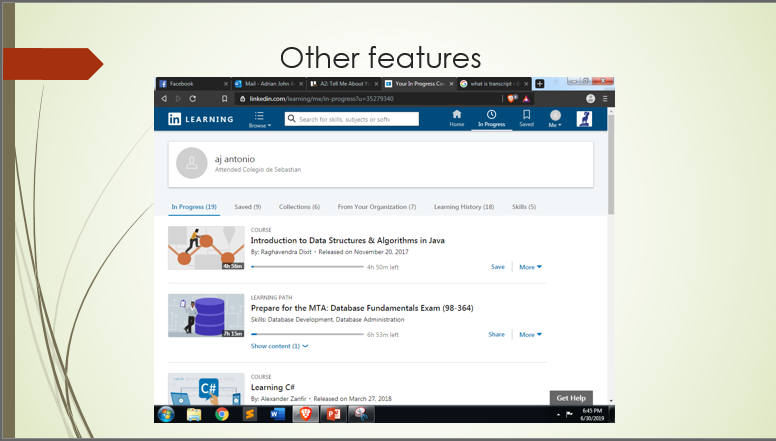 Other features
Facebook
Mail - Adrian John A
A2: Tell Me About Y
Your In Progress Co
what is transcript -
linkedin.com/learning/me/in-progress?u=35279340
in LEARNING
Browse
Search for skills, subjects or softw
Home
In Progress
Saved
Me
aj antonio
Attended Colegio de Sebastian
In Progress (19)
Saved (9)
Collections (6)
From Your Organization (7)
Learning History (18)
Skills (5)
COURSE
Introduction to Data Structures & Algorithms in Java
By: Raghavendra Dixit • Released on November 20, 2017
4h 56m
4h 50m left
Save
More
LEARNING PATH
Prepare for the MTA: Database Fundamentals Exam (98-364)
Skills: Database Development, Database Administration
7h 15m
6h 53m left
Share
More
Show content (1)
COURSE
C#
Learning C#
By: Alexander Zanfir • Released on March 27, 2018
Get Help
6:45 PM
6/30/2019